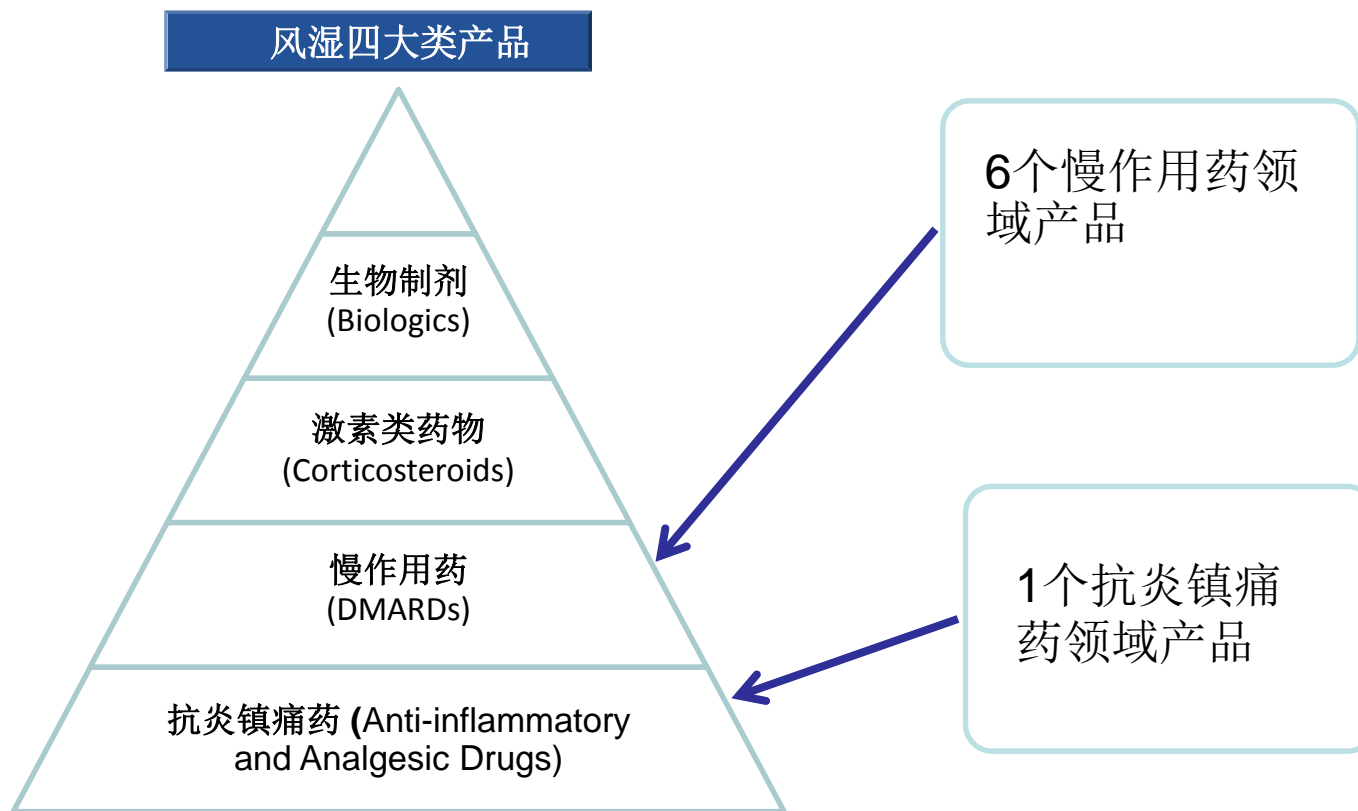 风湿四大类产品
生物制剂
(Biologics)
激素类药物
(Corticosteroids)
慢作用药
(DMARDs)
抗炎镇痛药 (Anti-inflammatory
and Analgesic Drugs)
6个慢作用药领
域产品
1个抗炎镇痛
药领域产品